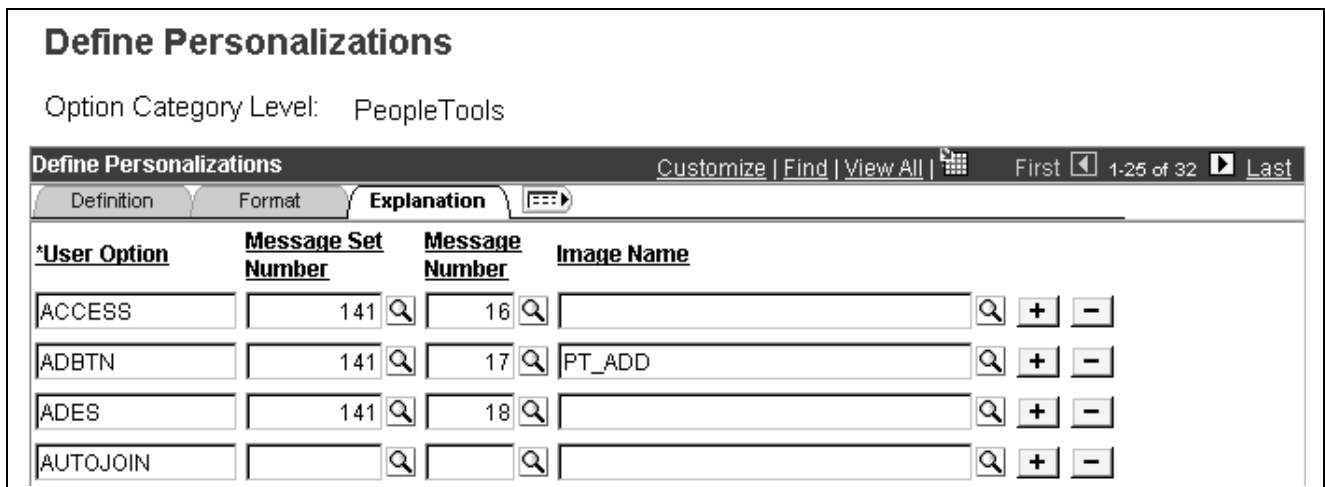 Define Personalizations
Option Category Level: PeopleTools
Define Personalizations Customize | Find | View All | First 1-25 of 32 Last
Definition Format Explanation
*User Option Message Set Number Message Number Image Name
ACCESS 141 16
ADBTN 141 17 PT_ADD
ADES 141 18
AUTOJOIN